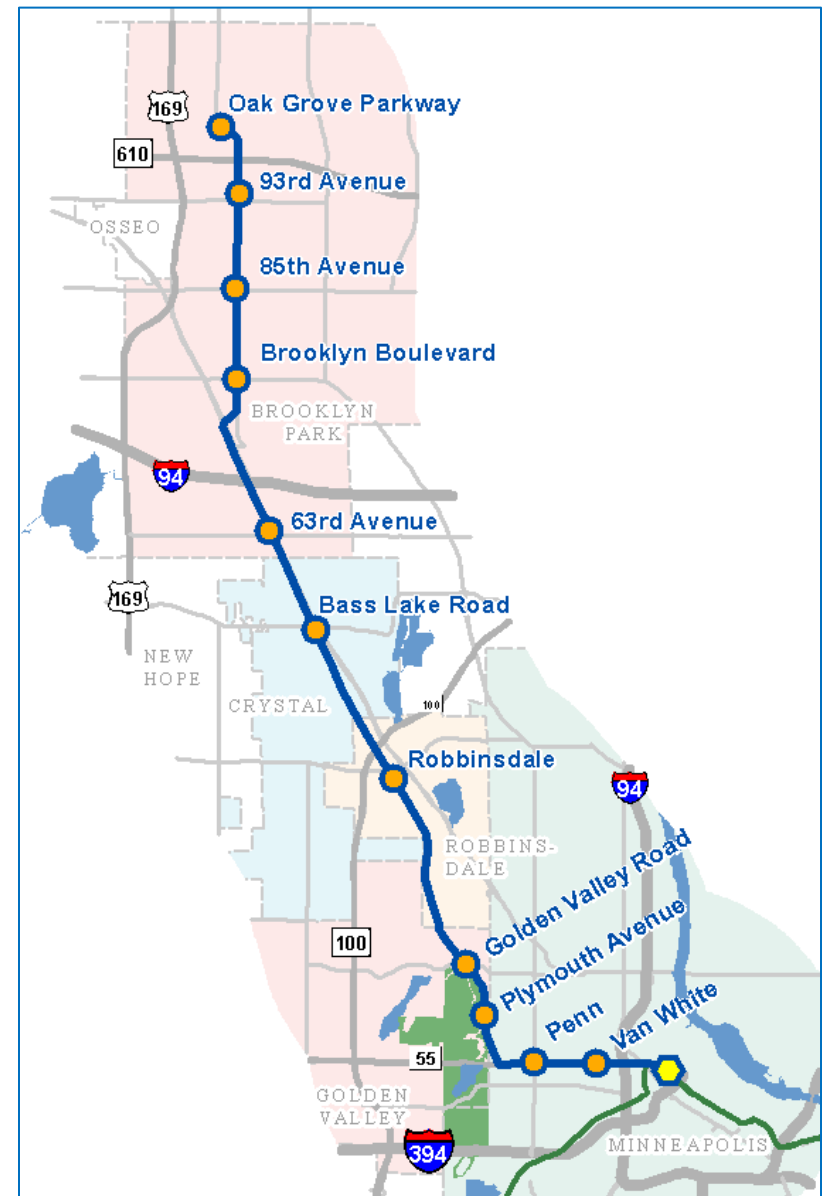 Oak Grove Parkway
169
610
93rd Avenue
OSSEO
85th Avenue
Brooklyn Boulevard
BROOKLYN
PARK
94
63rd Avenue
169
Bass Lake Road
NEW
HOPE
CRYSTAL
100
Robbinsdale
94
ROBBINS-
DALE
Golden Valley Road
100
Plymouth Avenue
Penn
Van White
55
GOLDEN
VALLEY
394
MINNEAPOLIS